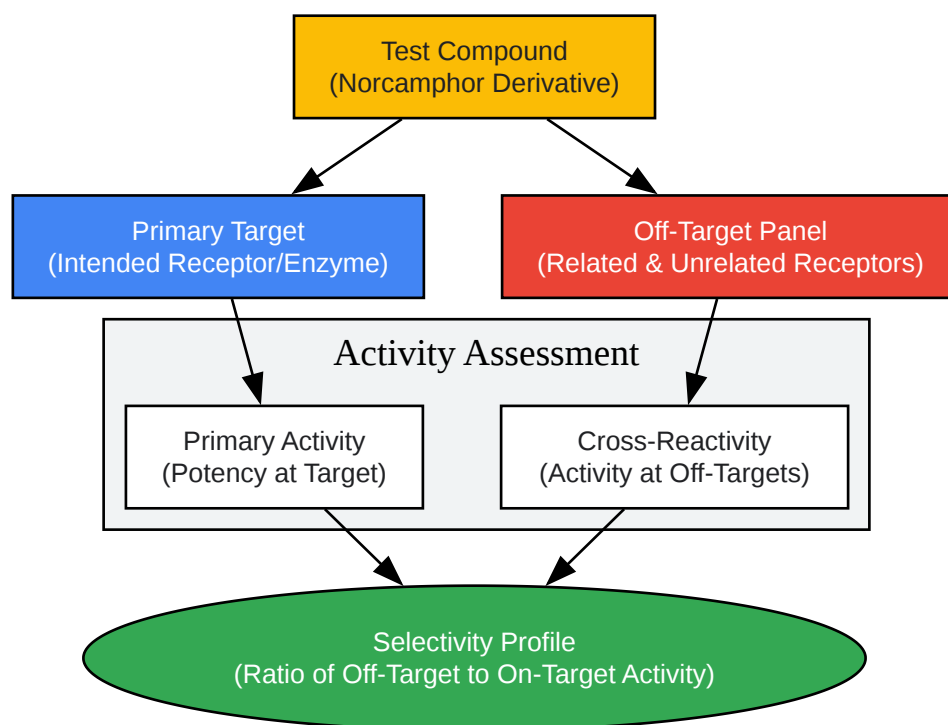 Test Compound
(Norcamphor Derivative)
Primary Target
(Intended Receptor/Enzyme)
Off-Target Panel
(Related & Unrelated Receptors)
Activity Assessment
Primary Activity
(Potency at Target)
Cross-Reactivity
(Activity at Off-Targets)
Selectivity Profile
(Ratio of Off-Target to On-Target Activity)